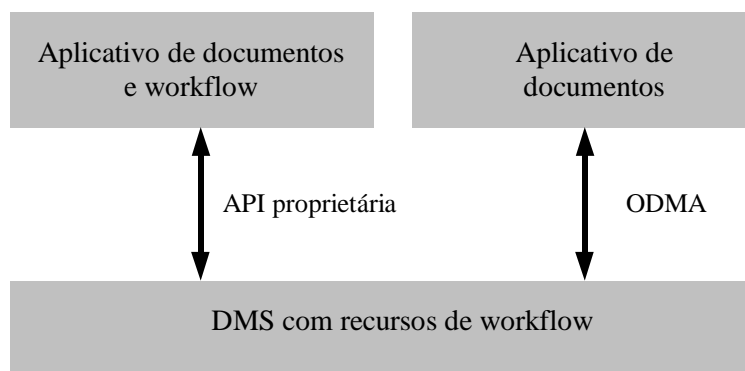 Aplicativo de documentos
e workflow
Aplicativo de
documentos
API proprietária
ODMA
DMS com recursos de workflow